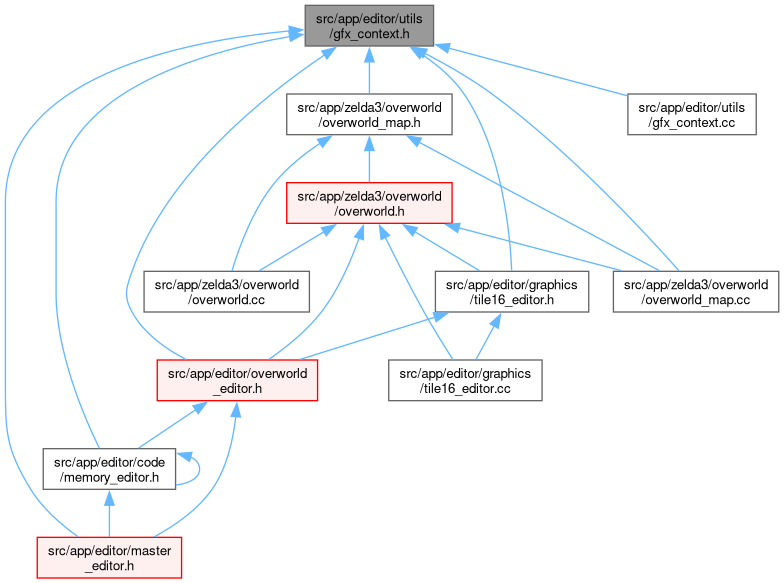 src/app/editor/utils
/gfx_context.h
src/app/zelda3/overworld
/overworld_map.h
src/app/editor/utils
/gfx_context.cc
src/app/zelda3/overworld
/overworld.h
src/app/zelda3/overworld
/overworld.cc
src/app/editor/graphics
/tile16_editor.h
src/app/zelda3/overworld
/overworld_map.cc
src/app/editor/overworld
_editor.h
src/app/editor/graphics
/tile16_editor.cc
src/app/editor/code
/memory_editor.h
src/app/editor/master
_editor.h